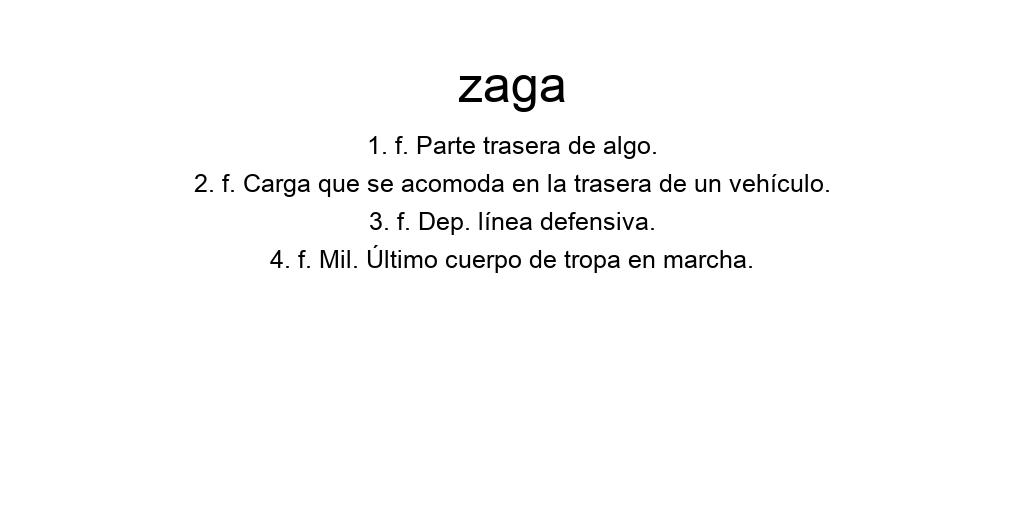 zaga
1. f. Parte trasera de algo.
2. f. Carga que se acomoda en la trasera de un vehículo.
3. f. Dep. línea defensiva.
4. f. Mil. Último cuerpo de tropa en marcha.